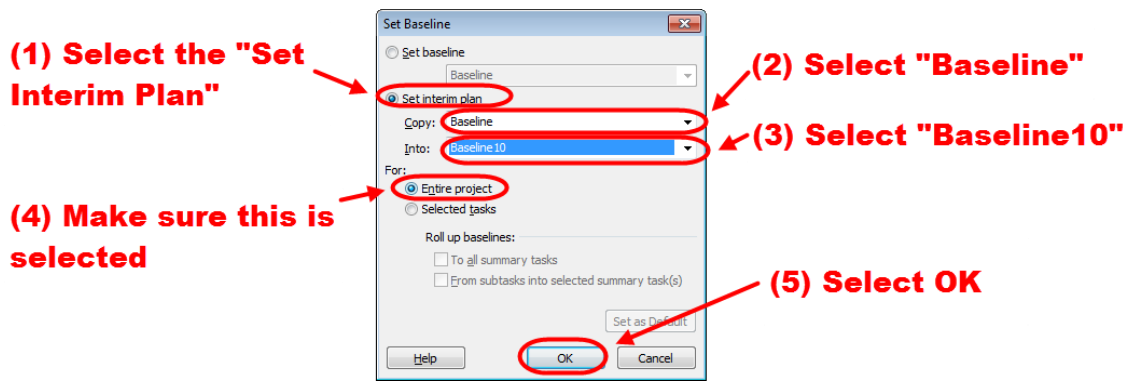 (1) Select the "Set
Interim Plan"
(2) Select "Baseline"
(3) Select "Baseline10"
(4) Make sure this is
selected
(5) Select OK
Set Baseline
Set baseline
Baseline
Set interim plan
Copy: Baseline
Into: Baseline10
For:
Entire project
Selected tasks
Roll up baselines:
To all summary tasks
From subtasks into selected summary task(s)
Set as Default
Help
OK
Cancel